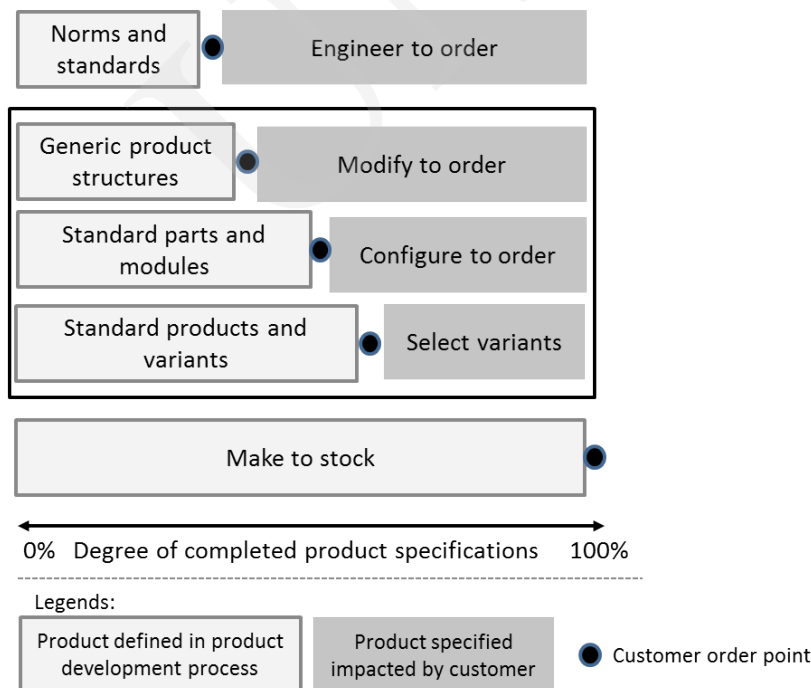 Norms and
standards
Engineer to order
Generic product
structures
Modify to order
Standard parts and
modules
Configure to order
Standard products and
variants
Select variants
Make to stock
0% Degree of completed product specifications 100%
Legends:
Product defined in product
development process
Product specified
impacted by customer
Customer order point